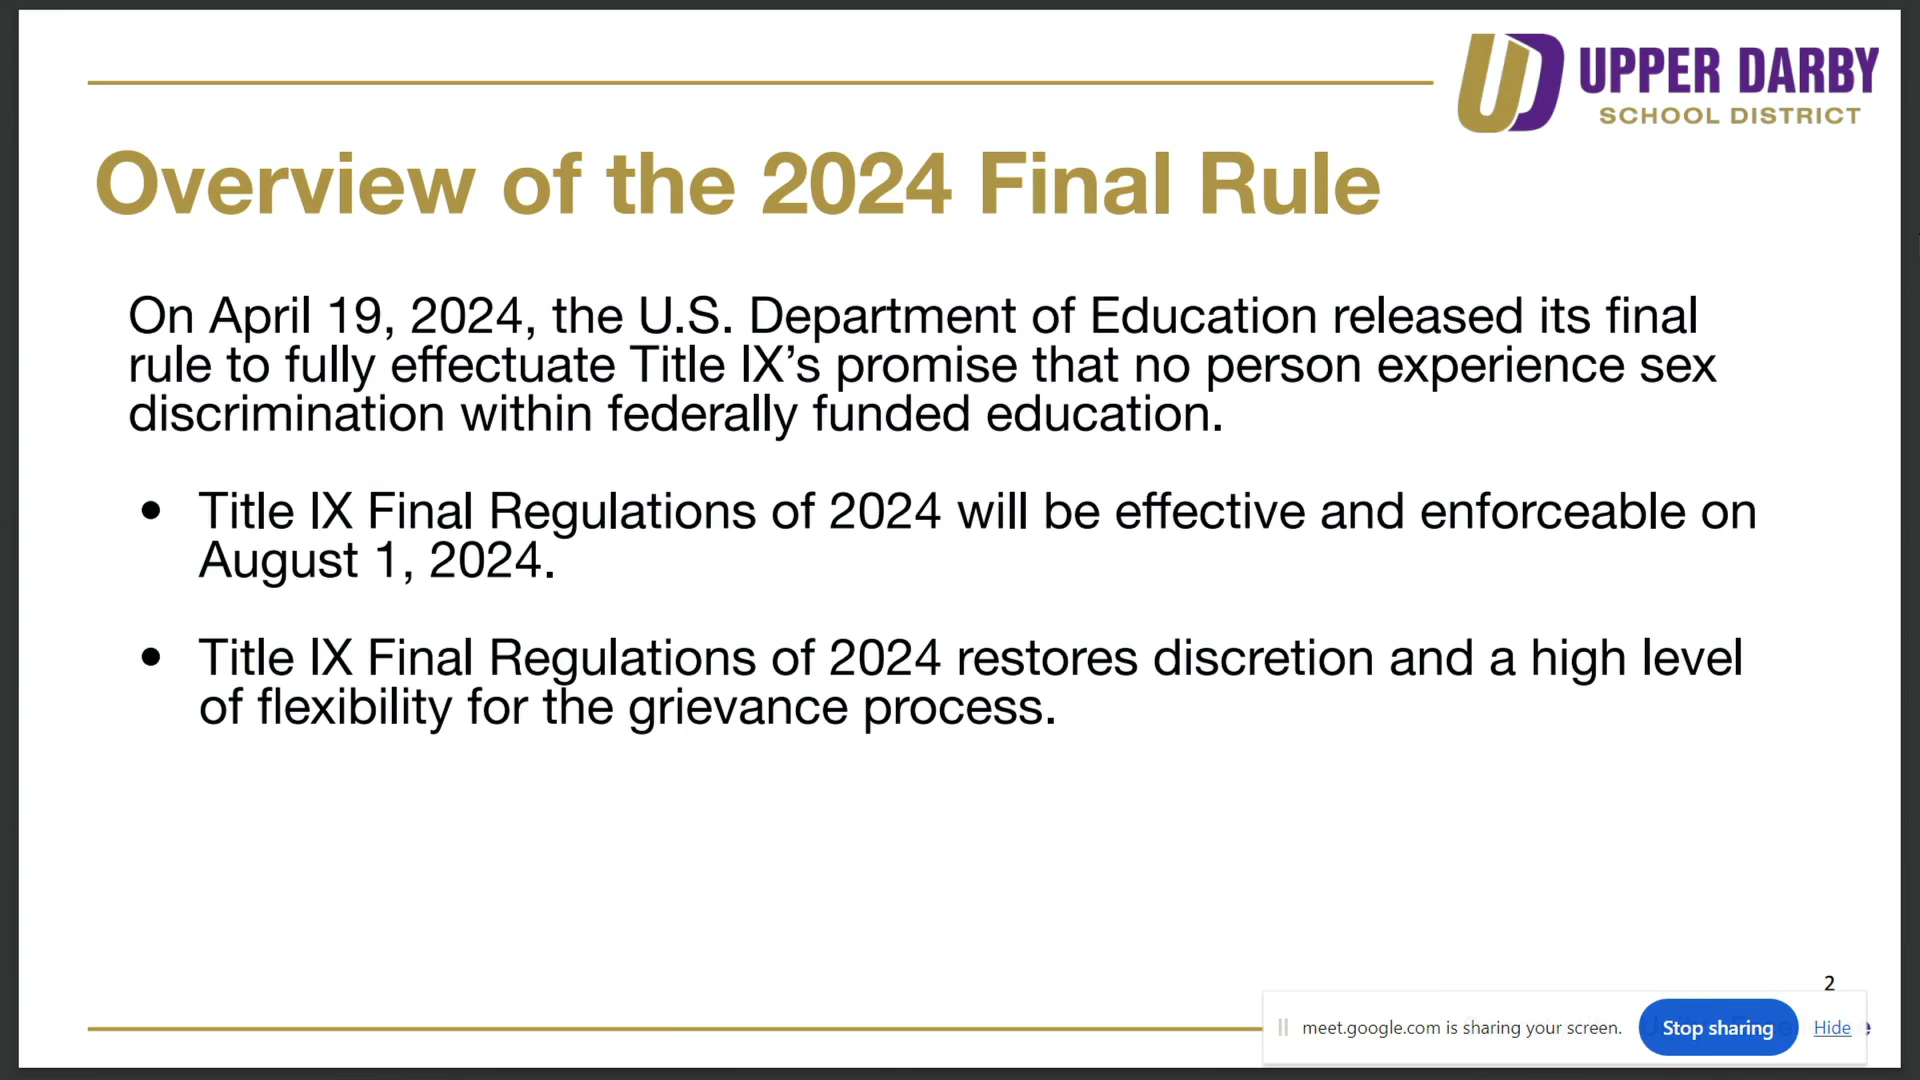 UPPER DARBY
SCHOOL DISTRICT
Overview of the 2024 Final Rule
On April 19, 2024, the U.S. Department of Education released its final
rule to fully effectuate Title IX’s promise that no person experience sex
discrimination within federally funded education.
• Title IX Final Regulations of 2024 will be effective and enforceable on
August 1, 2024.
• Title IX Final Regulations of 2024 restores discretion and a high level
of flexibility for the grievance process.
2
meet.google.com is sharing your screen. Stop sharing Hide